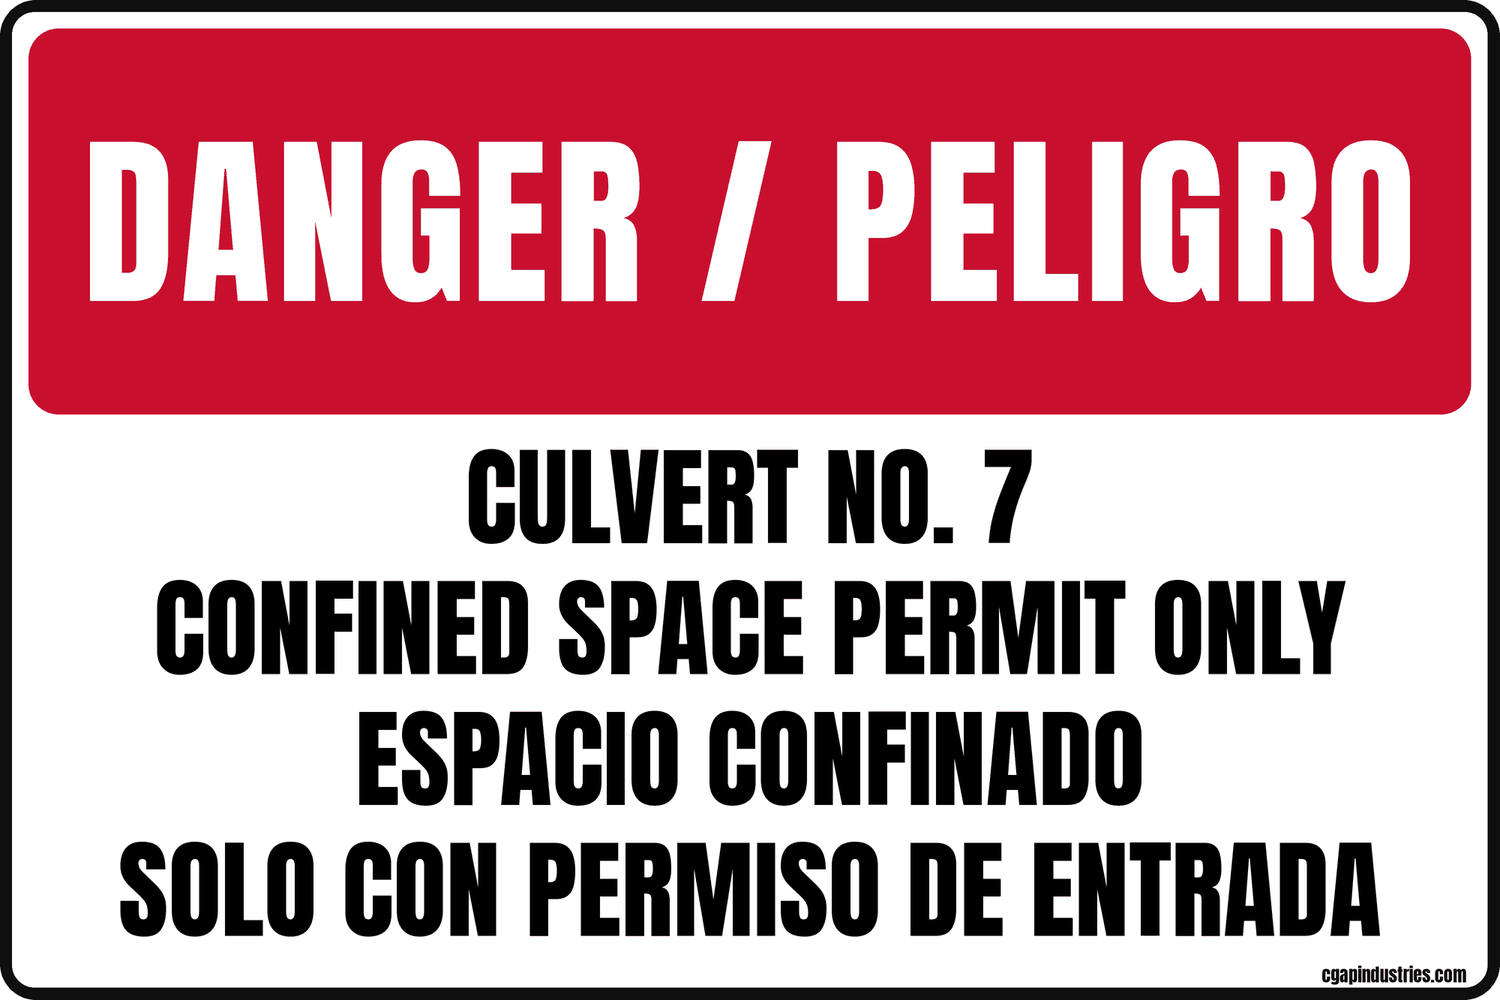 DANGER / PELIGRO
CULVERT NO. 7
CONFINED SPACE PERMIT ONLY
ESPACIO CONFINADO
SOLO CON PERMISO DE ENTRADA
cgapindustries.com